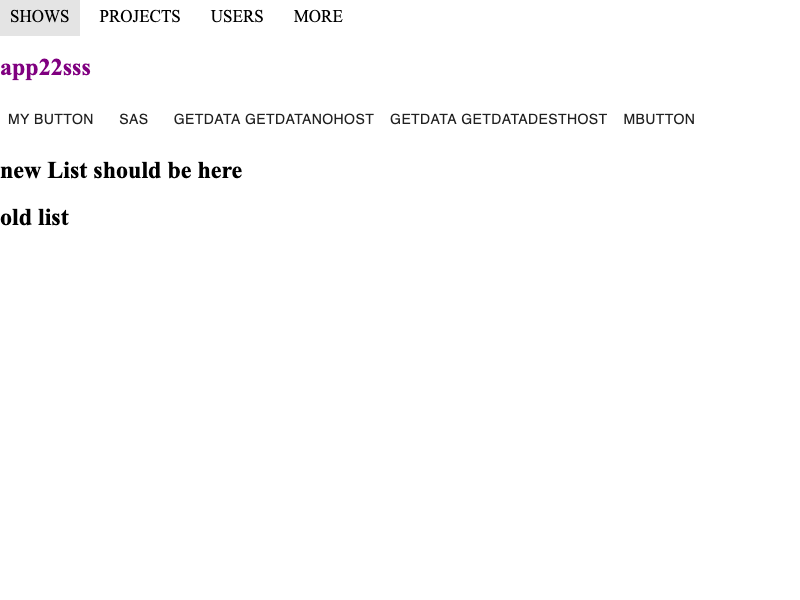 SHOWS PROJECTS USERS MORE
app22sss
MY BUTTON SAS GETDATA GETDATANOHOST GETDATA GETDATADESTHOST MBUTTON
new List should be here
old list